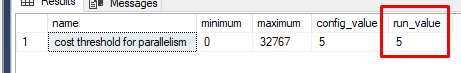 Results Messages
name minimum maximum config_value run_value
1 cost threshold for parallelism 0 32767 5 5